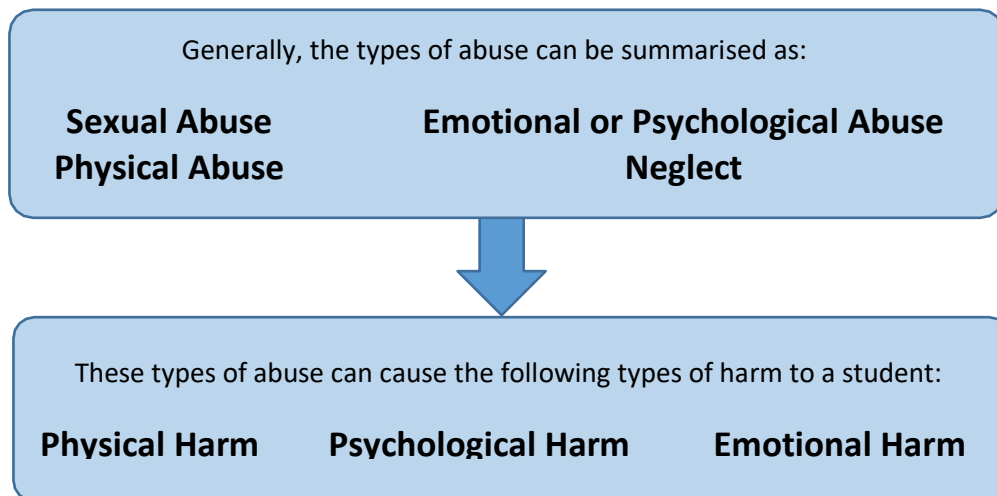 Generally, the types of abuse can be summarised as:
Sexual Abuse Emotional or Psychological Abuse
Physical Abuse Neglect
These types of abuse can cause the following types of harm to a student:
Physical Harm Psychological Harm Emotional Harm